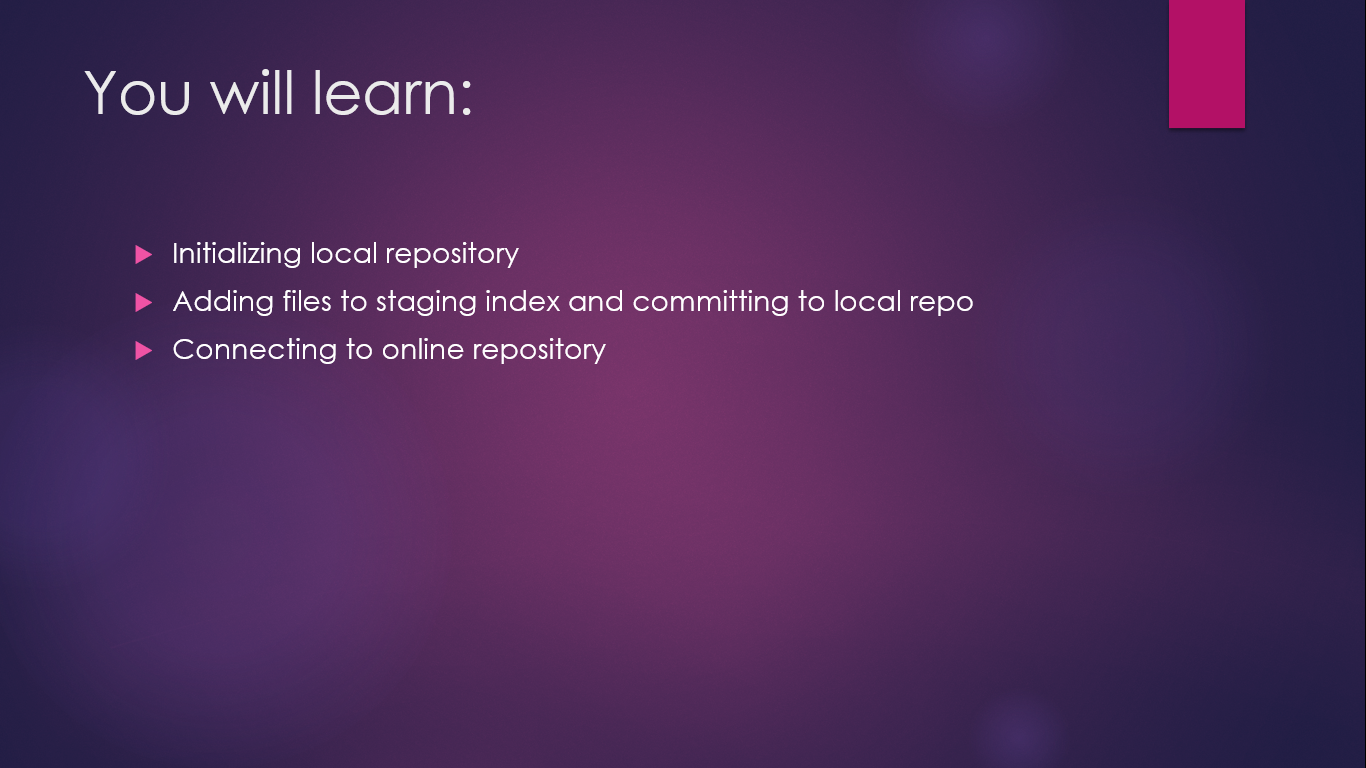 You will learn:
Initializing local repository
Adding files to staging index and committing to local repo
Connecting to online repository